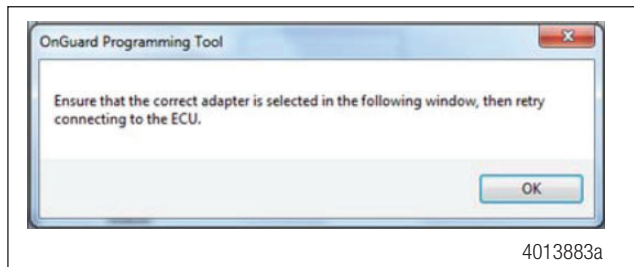 OnGuard Programming Tool
Ensure that the correct adapter is selected in the following window, then retry
connecting to the ECU.
OK
4013883a